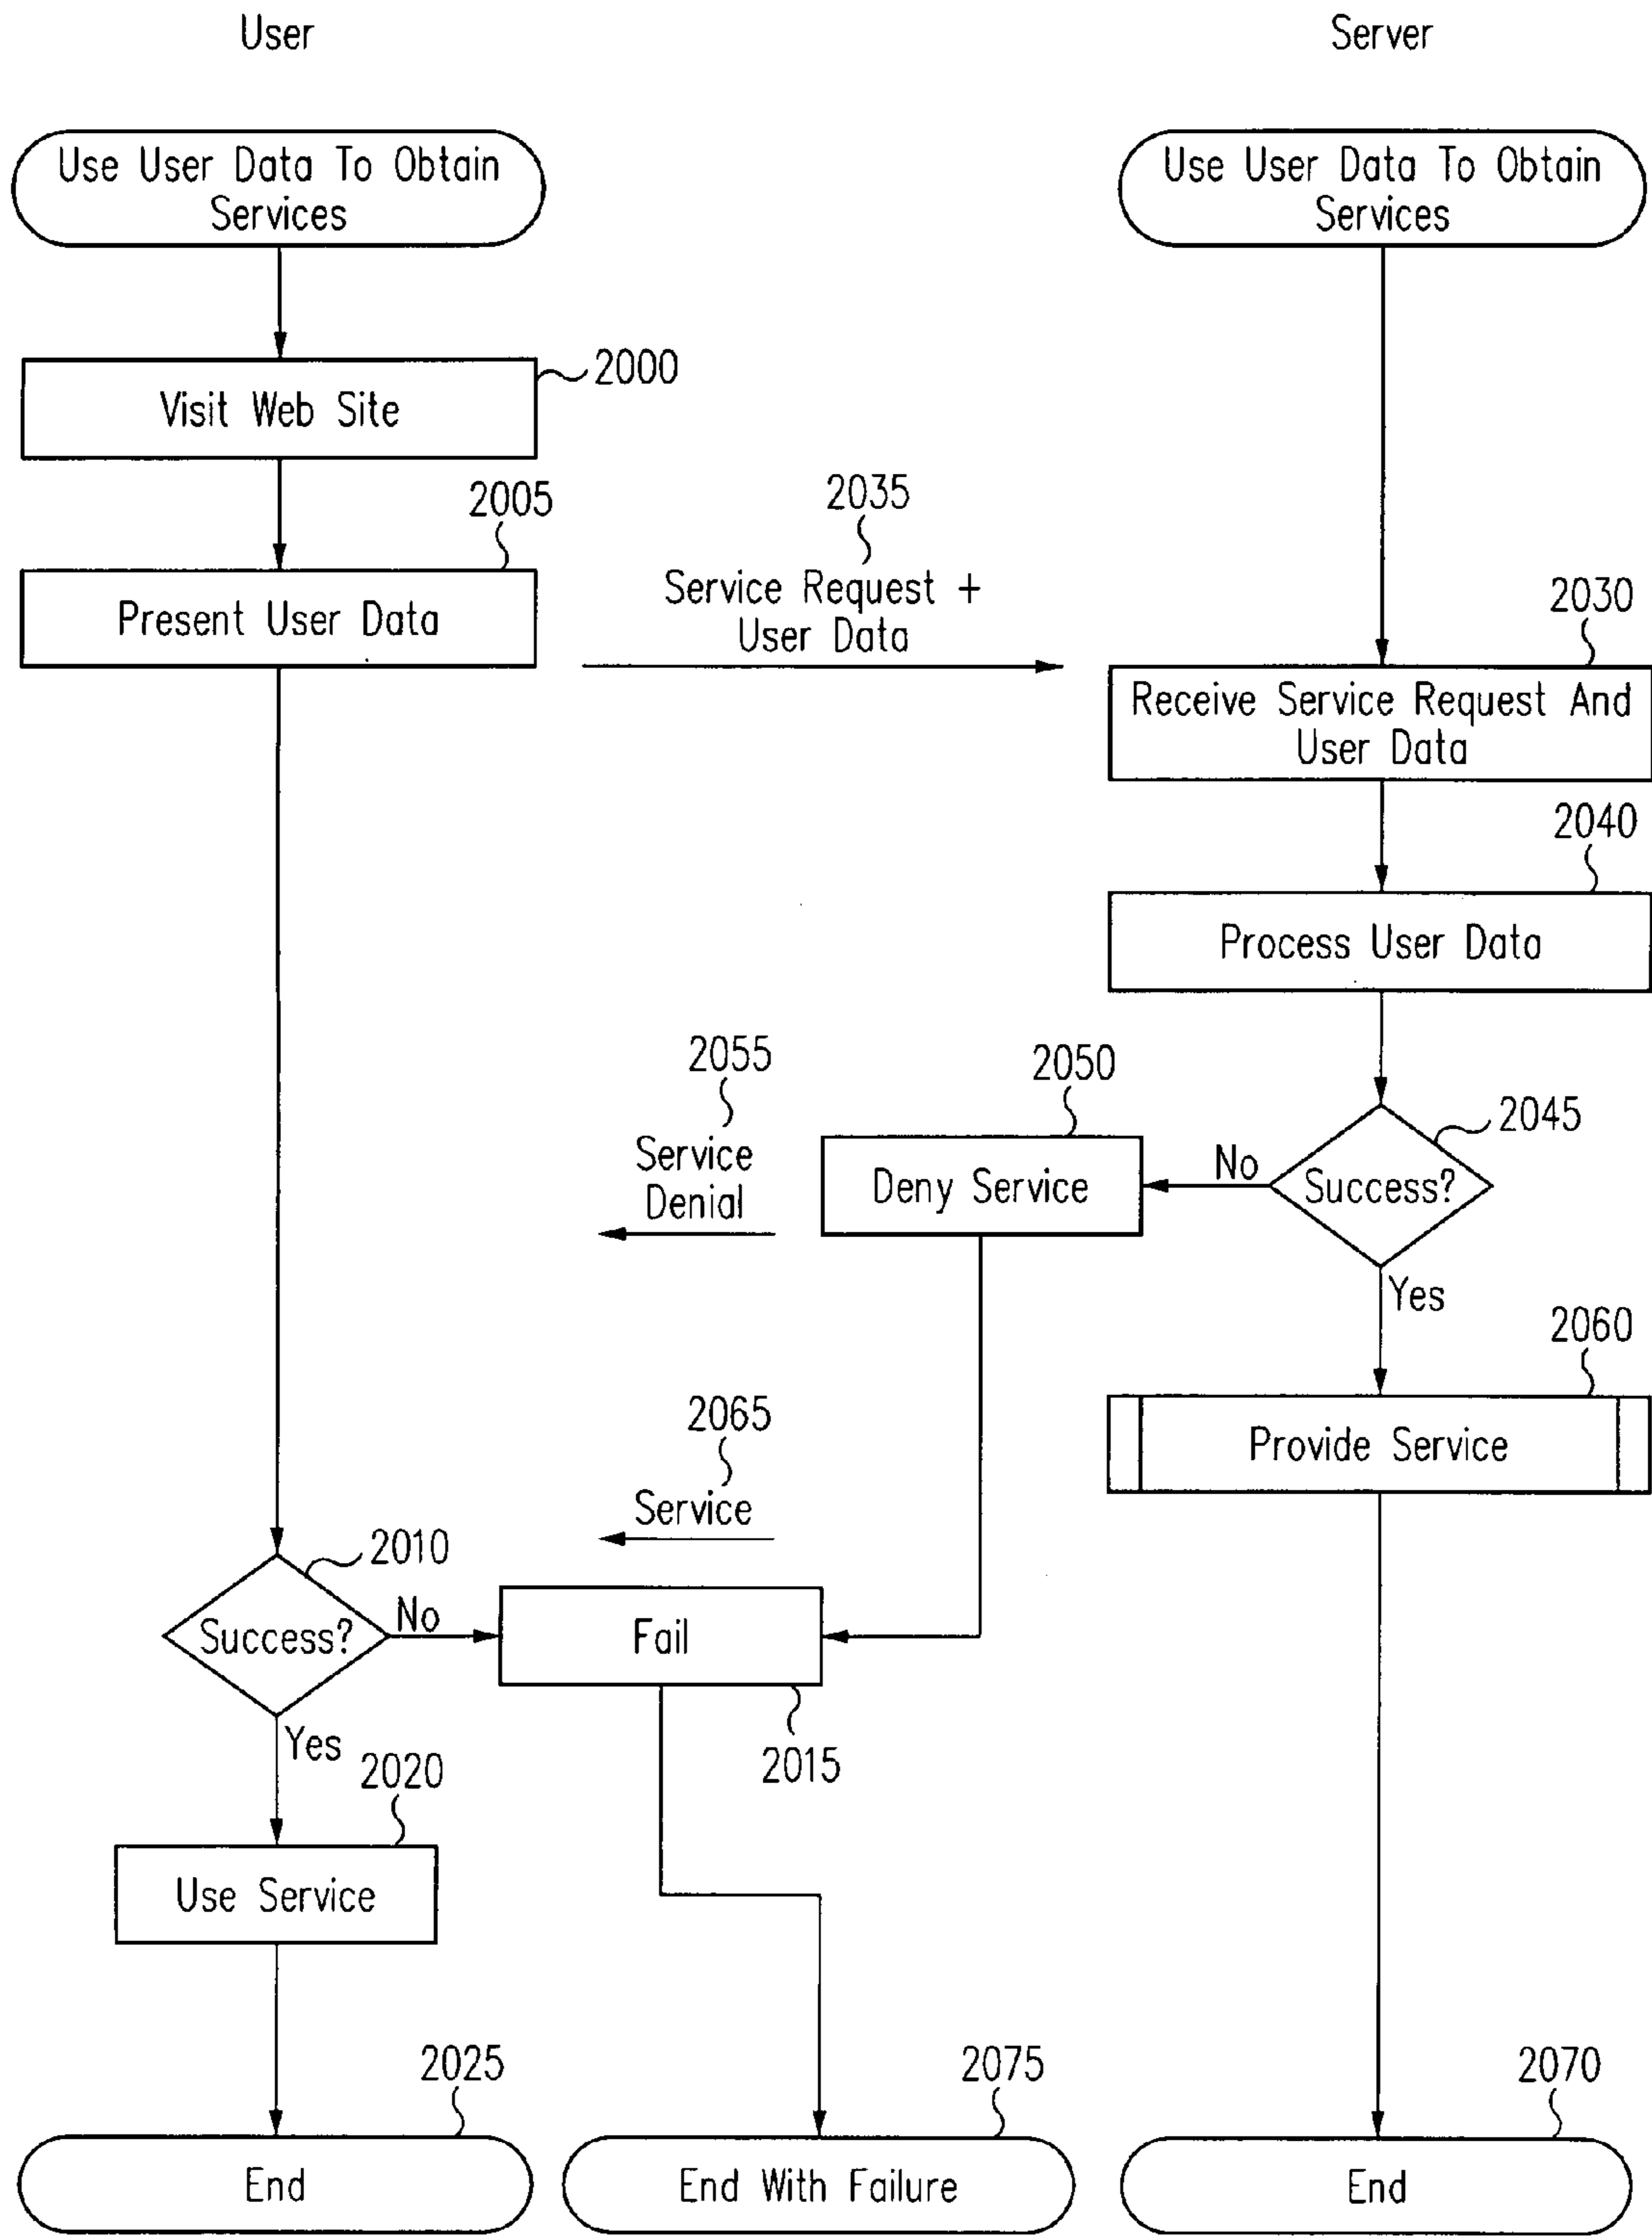 User
Server
Use User Data To Obtain
Services
Use User Data To Obtain
Services
2000
Visit Web Site
2005
Present User Data
2035
Service Request +
User Data
2030
Receive Service Request And
User Data
2040
Process User Data
2055
Service
Denial
2050
Deny Service
No
2045
Success?
Yes
2060
Provide Service
2065
Service
2010
Success?
No
Fail
2015
Yes
2020
Use Service
2025
End
2075
End With Failure
2070
End